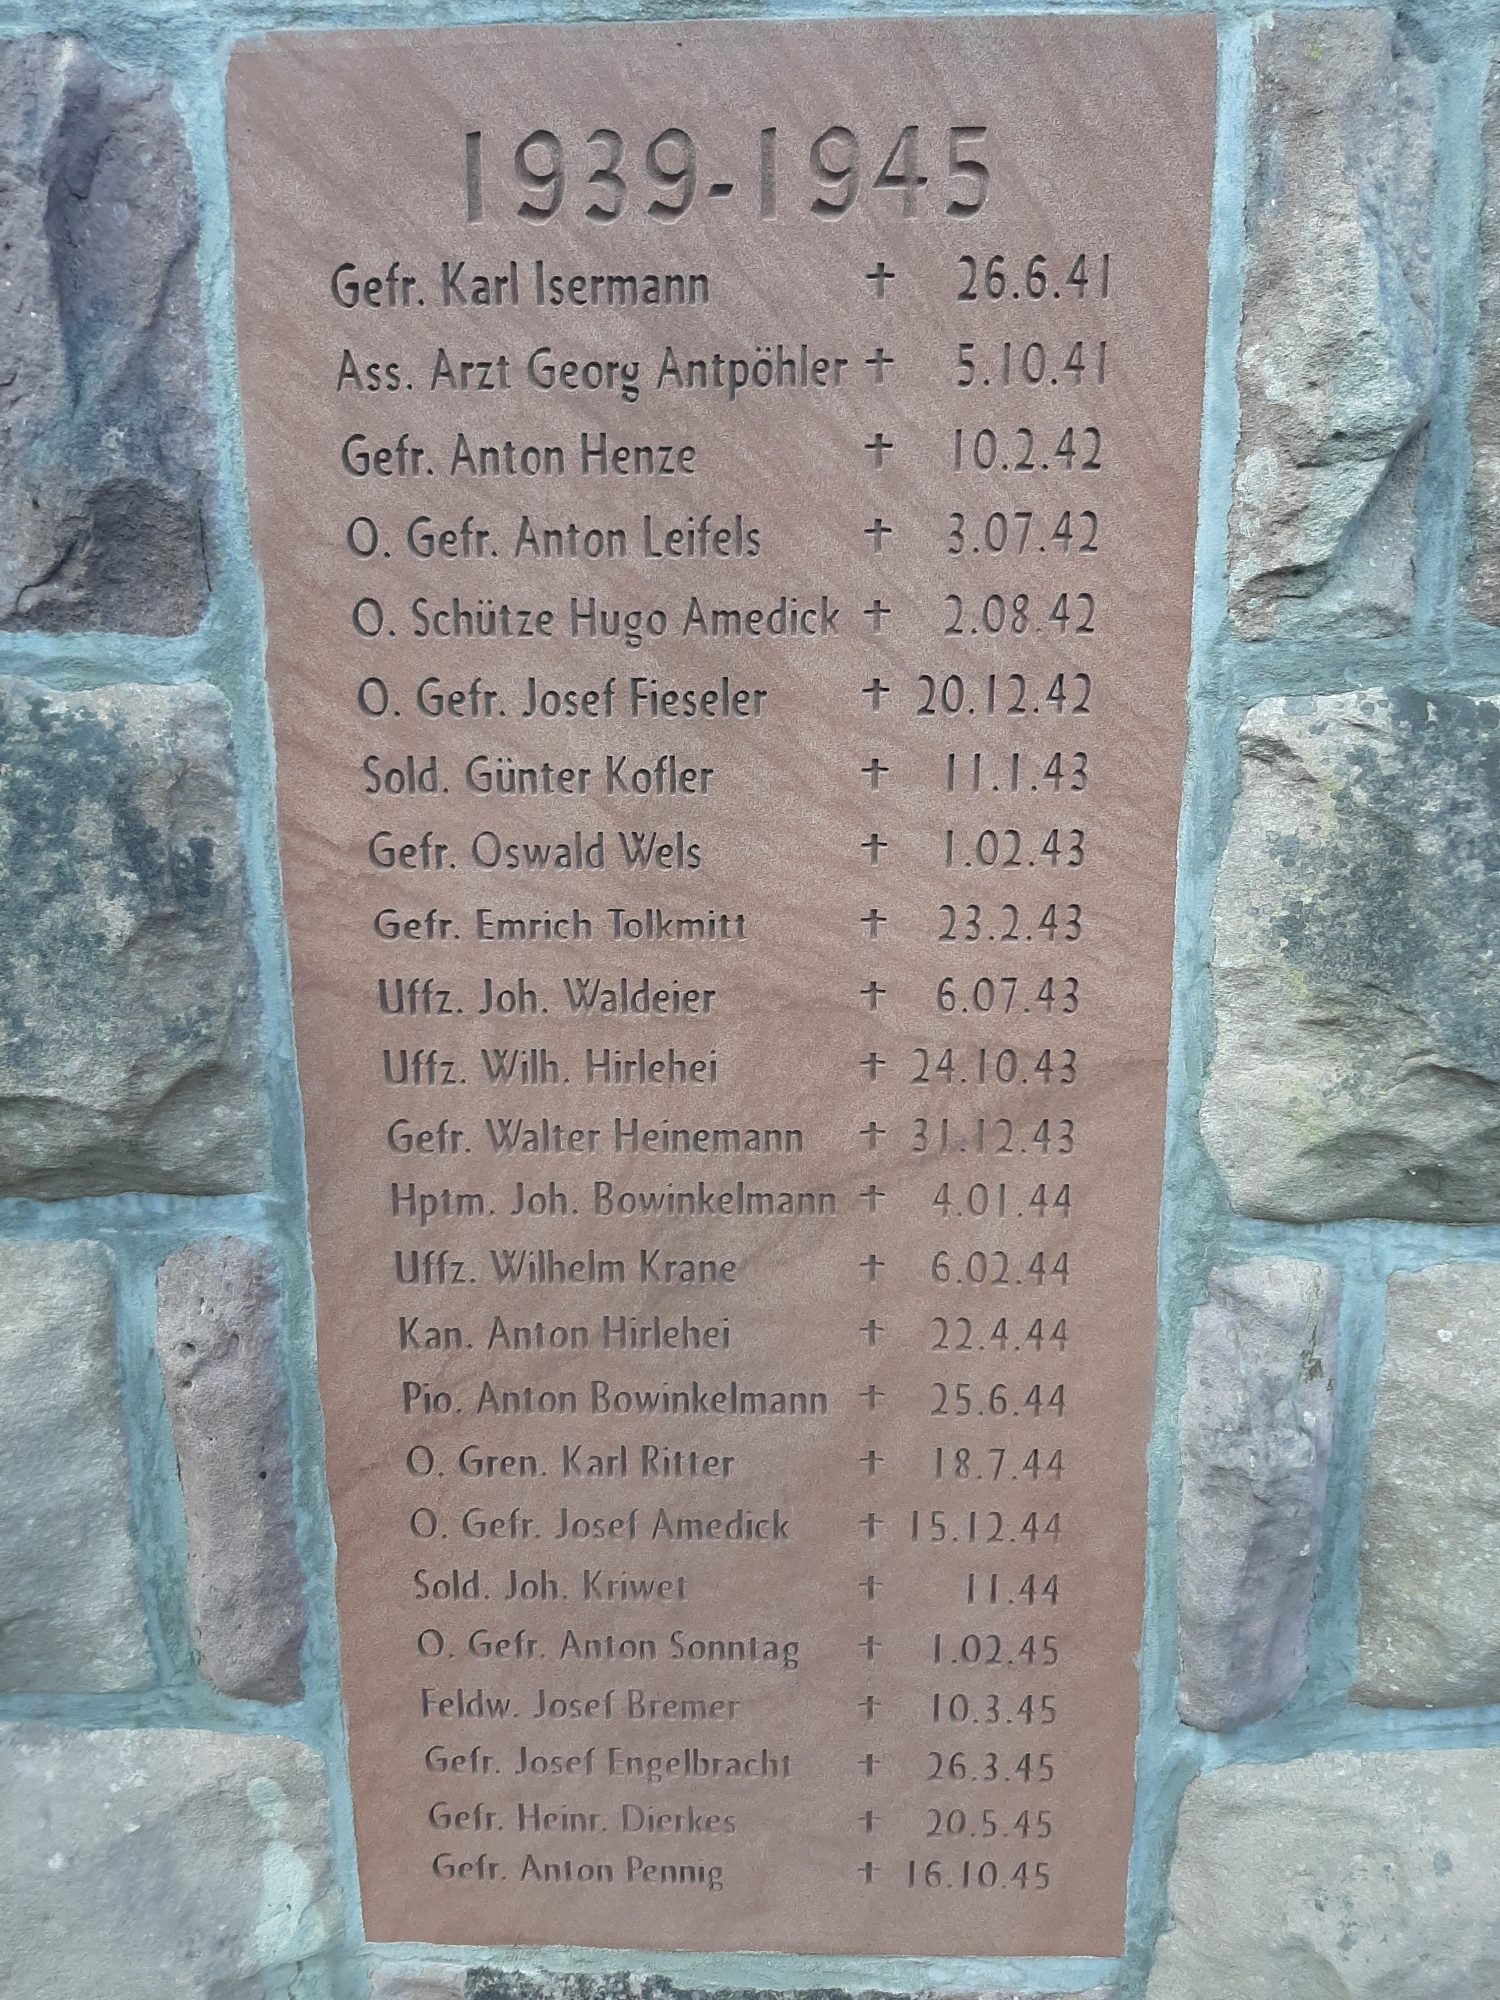 1939-1945
Gefr. Karl Isermann † 26.6.41
Ass. Arzt Georg Antpöhler † 5.10.41
Gefr. Anton Henze † 10.2.42
O. Gefr. Anton Leifels † 3.07.42
O. Schütze Hugo Amedick † 2.08.42
O. Gefr. Josef Fieseler † 20.12.42
Sold. Günter Kofler † 11.1.43
Gefr. Oswald Wels † 1.02.43
Gefr. Emrich Tolkmitt † 23.2.43
Uffz. Joh. Waldeier † 6.07.43
Uffz. Wilh. Hirlehei † 24.10.43
Gefr. Walter Heinemann † 31.12.43
Hptm. Joh. Bowinkelmann † 4.01.44
Uffz. Wilhelm Krane † 6.02.44
Kan. Anton Hirlehei † 22.4.44
Pio. Anton Bowinkelmann † 25.6.44
O. Gren. Karl Ritter † 18.7.44
O. Gefr. Josef Amedick † 15.12.44
Sold. Joh. Kriwet † 11.44
O. Gefr. Anton Sonntag † 1.02.45
Feldw. Josef Bremer † 10.3.45
Gefr. Josef Engelbracht † 26.3.45
Gefr. Heinr. Dierkes † 20.5.45
Gefr. Anton Pennig † 16.10.45